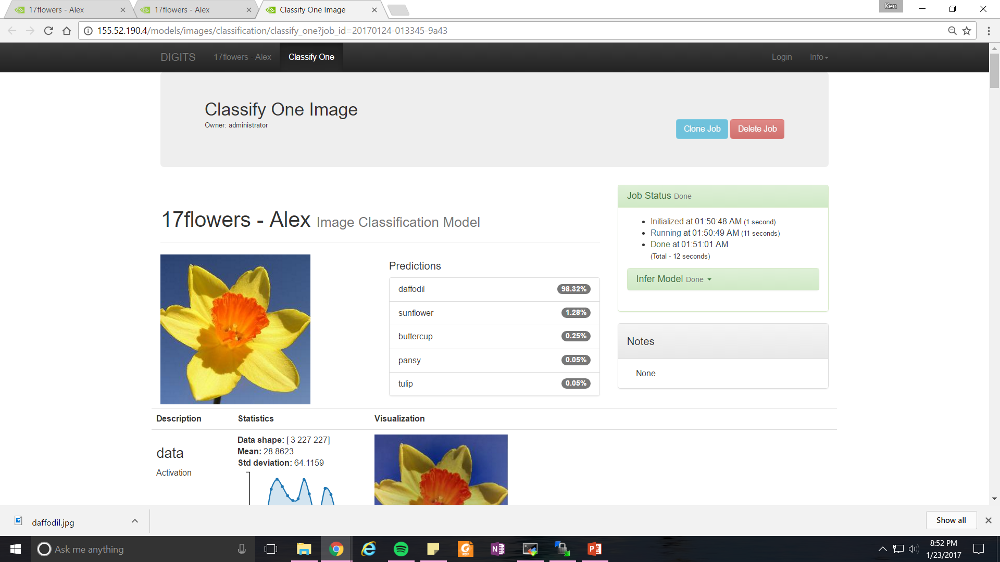 17flowers - Alex
17flowers - Alex
Classify One Image
Ken
155.52.190.4/models/images/classification/classify_one?job_id=20170124-013345-9a43
DIGITS 17flowers - Alex Classify One Login Info
Classify One Image
Owner: administrator
Clone Job Delete Job
17flowers - Alex Image Classification Model
Predictions
daffodil 98.32%
sunflower 1.28%
buttercup 0.25%
pansy 0.05%
tulip 0.05%
Job Status Done
Initialized at 01:50:48 AM (1 second)
Running at 01:50:49 AM (11 seconds)
Done at 01:51:01 AM
(Total - 12 seconds)
Infer Model Done
Notes
None
Description Statistics Visualization
data
Activation
Data shape: [ 3 227 227]
Mean: 28.8623
Std deviation: 64.1159
daffodil.jpg
Show all
Ask me anything
PDF
N
P
8:52 PM
1/23/2017